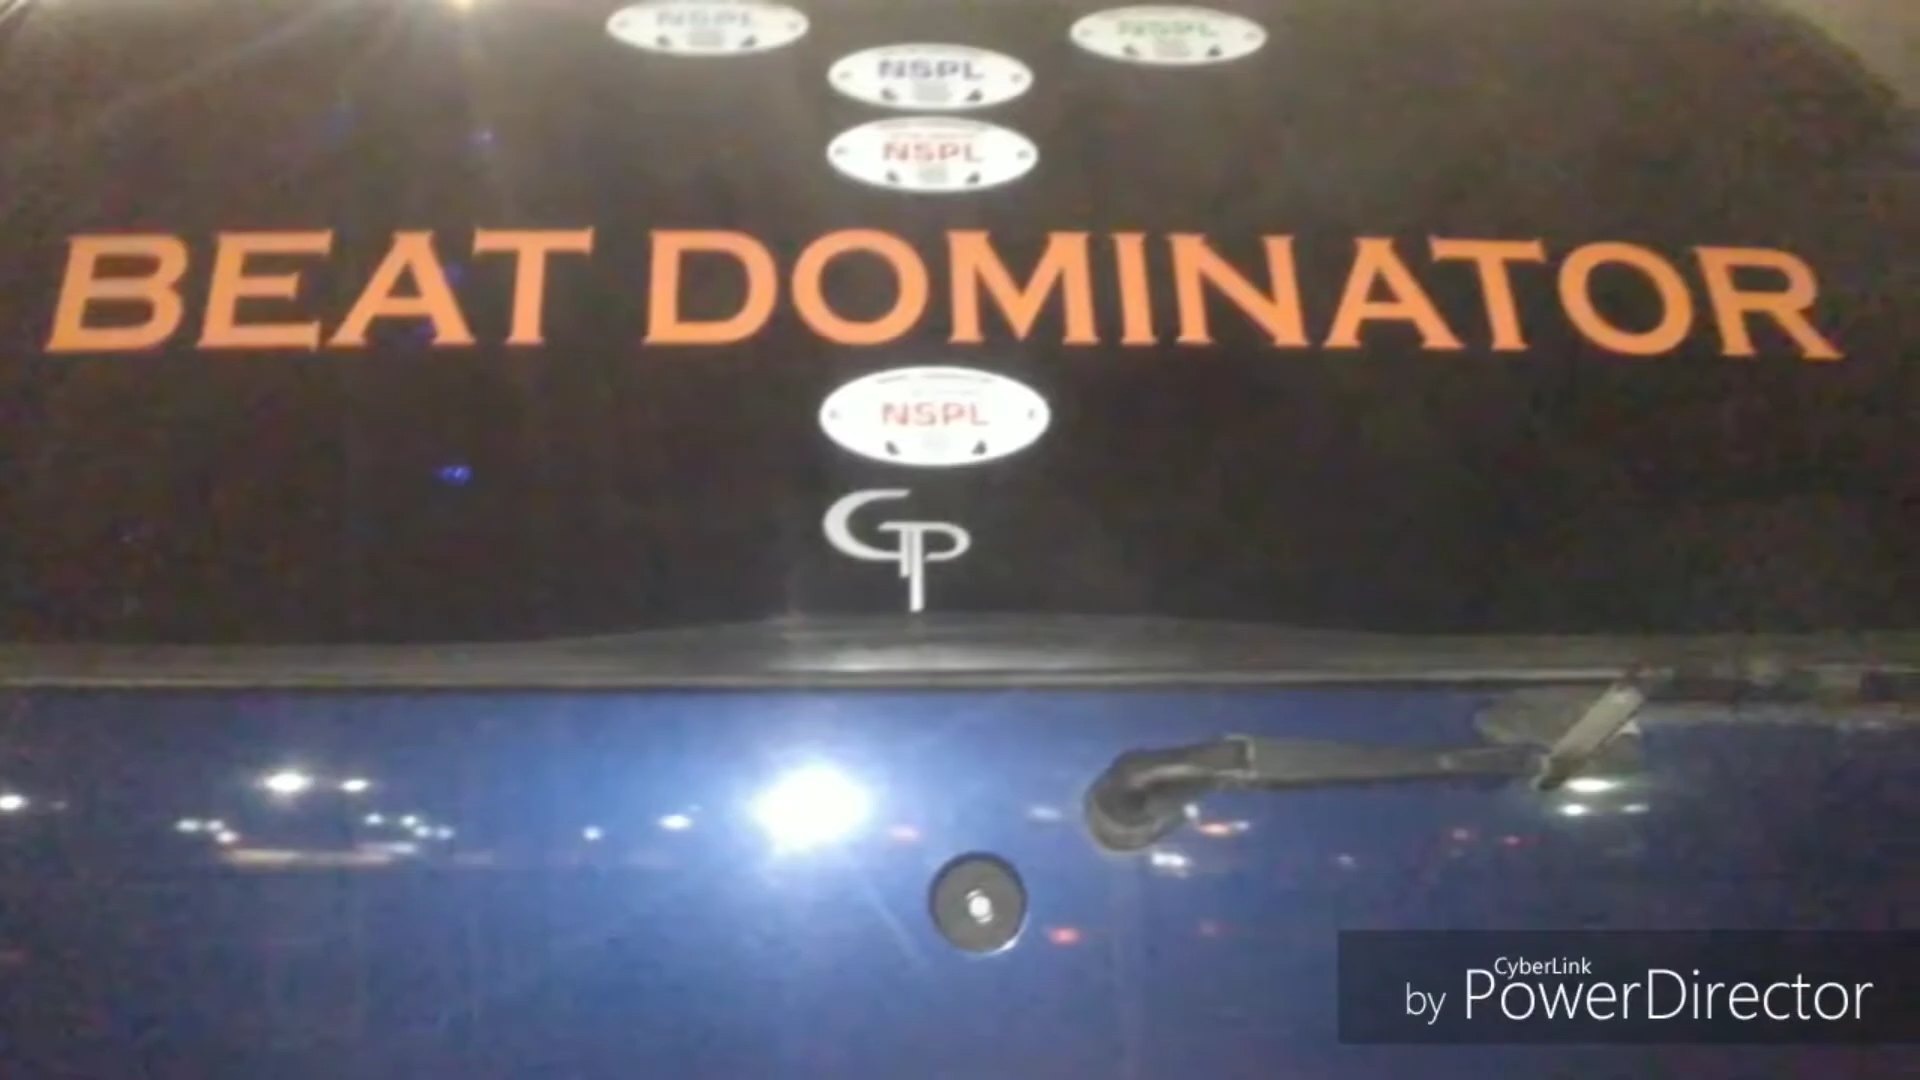 NSPL
NSPL
NSPL
NSPL
BEAT DOMINATOR
NSPL
GP
CyberLink
by PowerDirector